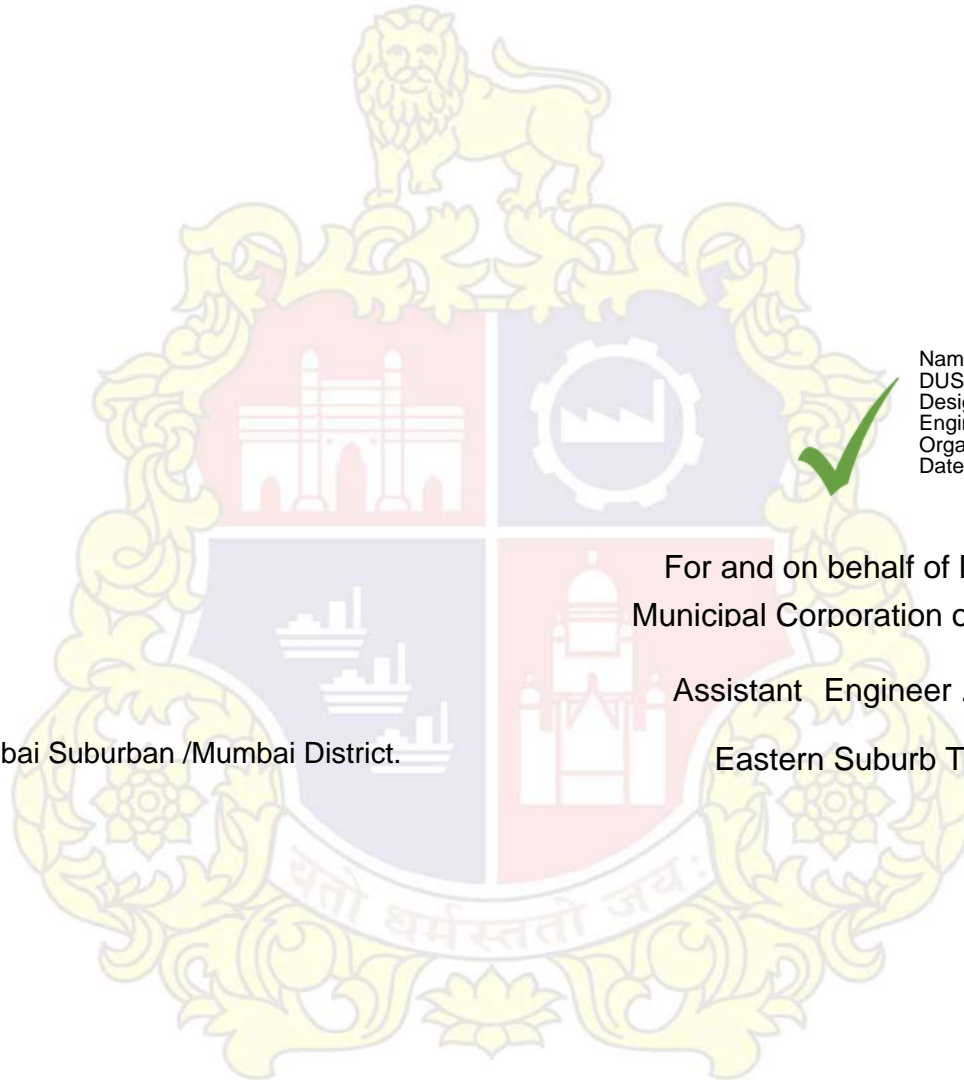 Nam
DUS
Desi
Engi
Orga
Date
For and on behalf of
Municipal Corporation o
Assistant Engineer .
bai Suburban /Mumbai District.
Eastern Suburb T
यतो धर्मस्ततो जय: